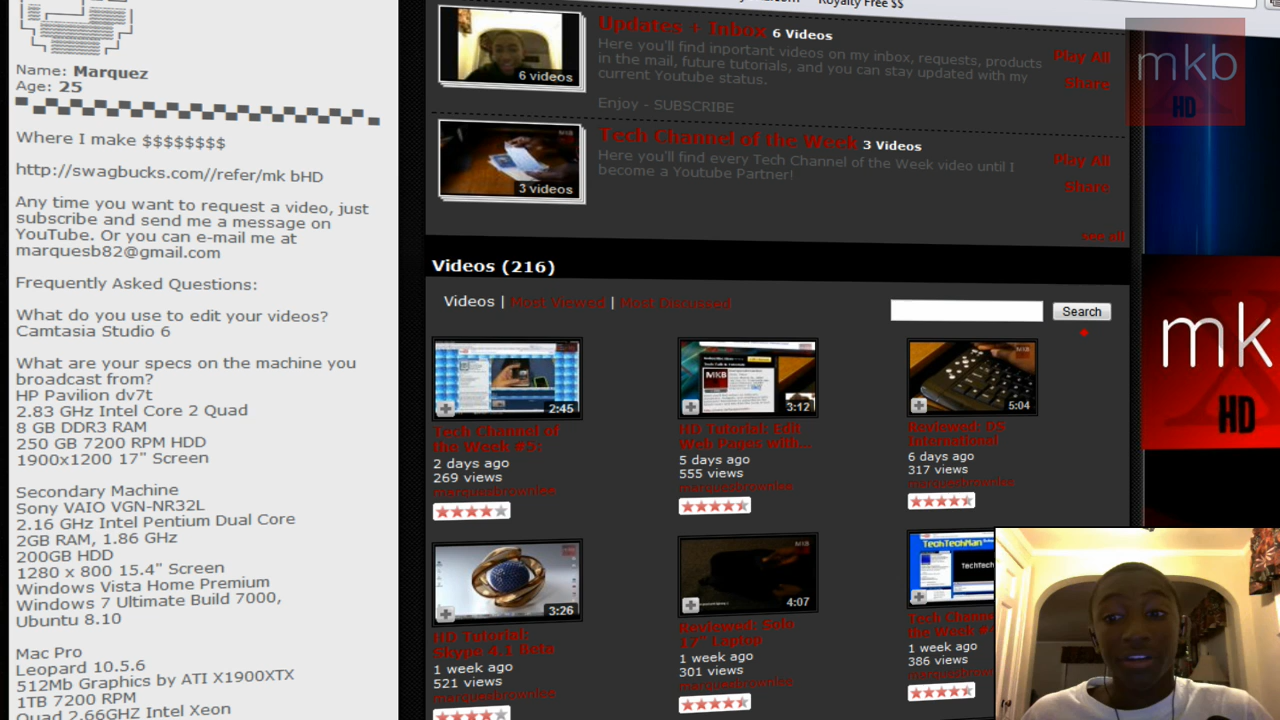 Royalty Free $$
Name: Marquez
Age: 25
Where I make $$$$$$$$
http://swagbucks.com//refer/mk bHD
Any time you want to request a video, just
subscribe and send me a message on
YouTube. Or you can e-mail me at
marquesb82@gmail.com
Frequently Asked Questions:
What do you use to edit your videos?
Camtasia Studio 6
What are your specs on the machine you
broadcast from?
HP Pavilion dv7t
2.83 GHz Intel Core 2 Quad
8 GB DDR3 RAM
250 GB 7200 RPM HDD
1900x1200 17" Screen
Secondary Machine
Sony VAIO VGN-NR32L
2.16 GHz Intel Pentium Dual Core
2GB RAM, 1.86 GHz
200GB HDD
1280 x 800 15.4" Screen
Windows Vista Home Premium
Windows 7 Ultimate Build 7000,
Ubuntu 8.10
Mac Pro
Leopard 10.5.6
512Mb Graphics by ATI X1900XTX
1TB 7200 RPM
Quad 2.66GHZ Intel Xeon
6 videos
Updates + Inbox 6 Videos
Here you'll find inportant videos on my inbox, requests, products
in the mail, future tutorials, and you can stay updated with my
current Youtube status.
Enjoy - SUBSCRIBE
Play All
Share
3 videos
Tech Channel of the Week 3 Videos
Here you'll find every Tech Channel of the Week video until I
become a Youtube Partner!
Play All
Share
see all
Videos (216)
Videos | Most Viewed | Most Discussed
Search
2:45
Tech Channel of
the Week #5:
2 days ago
269 views
marquesbrownlee
MKB
3:12
HD Tutorial: Edit
Web Pages with...
5 days ago
555 views
marquesbrownlee
5:04
Reviewed: DS
International
6 days ago
317 views
marquesbrownlee
3:26
HD Tutorial:
Skype 4.1 Beta
1 week ago
521 views
marquesbrownlee
4:07
Reviewed: Solo
17" Laptop
1 week ago
301 views
marquesbrownlee
TechTechMan
Tech Chann
the Week #
1 week ago
386 views
mkb
HD
mk
HD